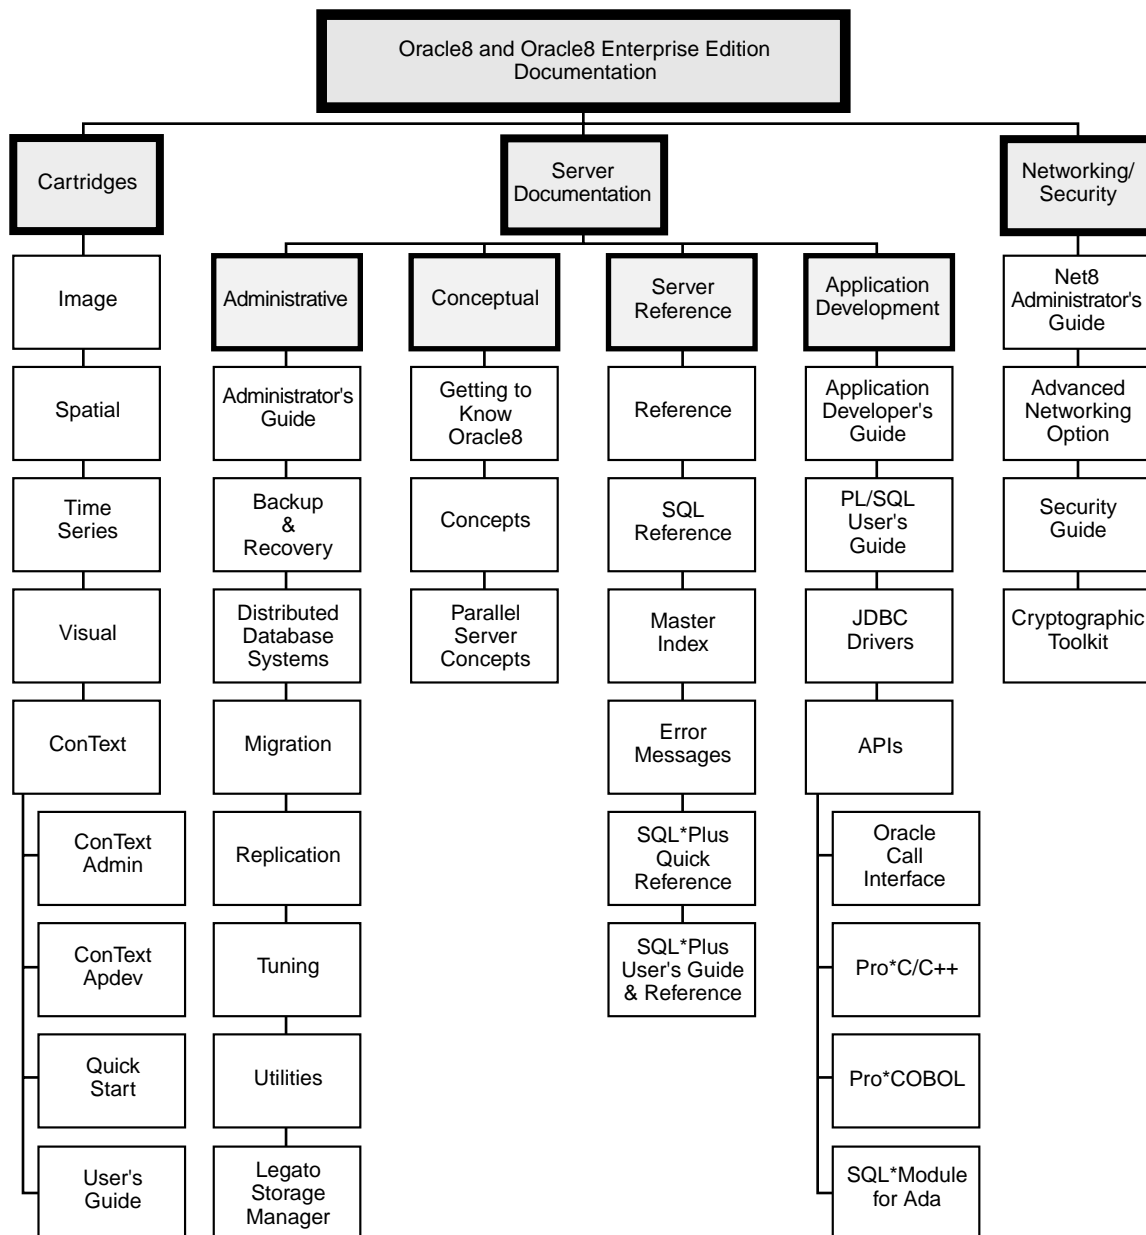 Oracle8 and Oracle8 Enterprise Edition
Documentation
Cartridges
Server
Documentation
Networking/
Security
Image
Administrative
Conceptual
Server
Reference
Application
Development
Net8
Administrator's
Guide
Spatial
Administrator's
Guide
Getting to
Know
Oracle8
Reference
Application
Developer's
Guide
Advanced
Networking
Option
Time
Series
Backup
&
Recovery
Concepts
SQL
Reference
PL/SQL
User's
Guide
Security
Guide
Visual
Distributed
Database
Systems
Parallel
Server
Concepts
Master
Index
JDBC
Drivers
Cryptographic
Toolkit
ConText
Migration
Error
Messages
APIs
ConText
Admin
Replication
SQL*Plus
Quick
Reference
Oracle
Call
Interface
ConText
Apdev
Tuning
SQL*Plus
User's Guide
& Reference
Pro*C/C++
Quick
Start
Utilities
Pro*COBOL
User's
Guide
Legato
Storage
Manager
SQL*Module
for Ada